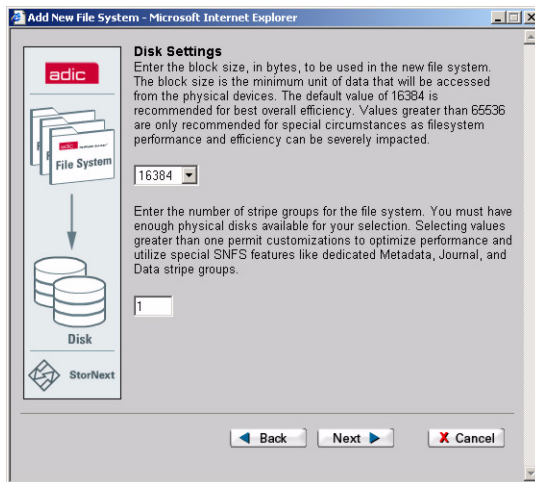 Add New File System - Microsoft Internet Explorer
adic
File System
Disk
StorNext
Disk Settings
Enter the block size, in bytes, to be used in the new file system.
The block size is the minimum unit of data that will be accessed
from the physical devices. The default value of 16384 is
recommended for best overall efficiency. Values greater than 65536
are only recommended for special circumstances as filesystem
performance and efficiency can be severely impacted.
16384
Enter the number of stripe groups for the file system. You must have
enough physical disks available for your selection. Selecting values
greater than one permit customizations to optimize performance and
utilize special SNFS features like dedicated Metadata, Journal, and
Data stripe groups.
1
Back Next X Cancel